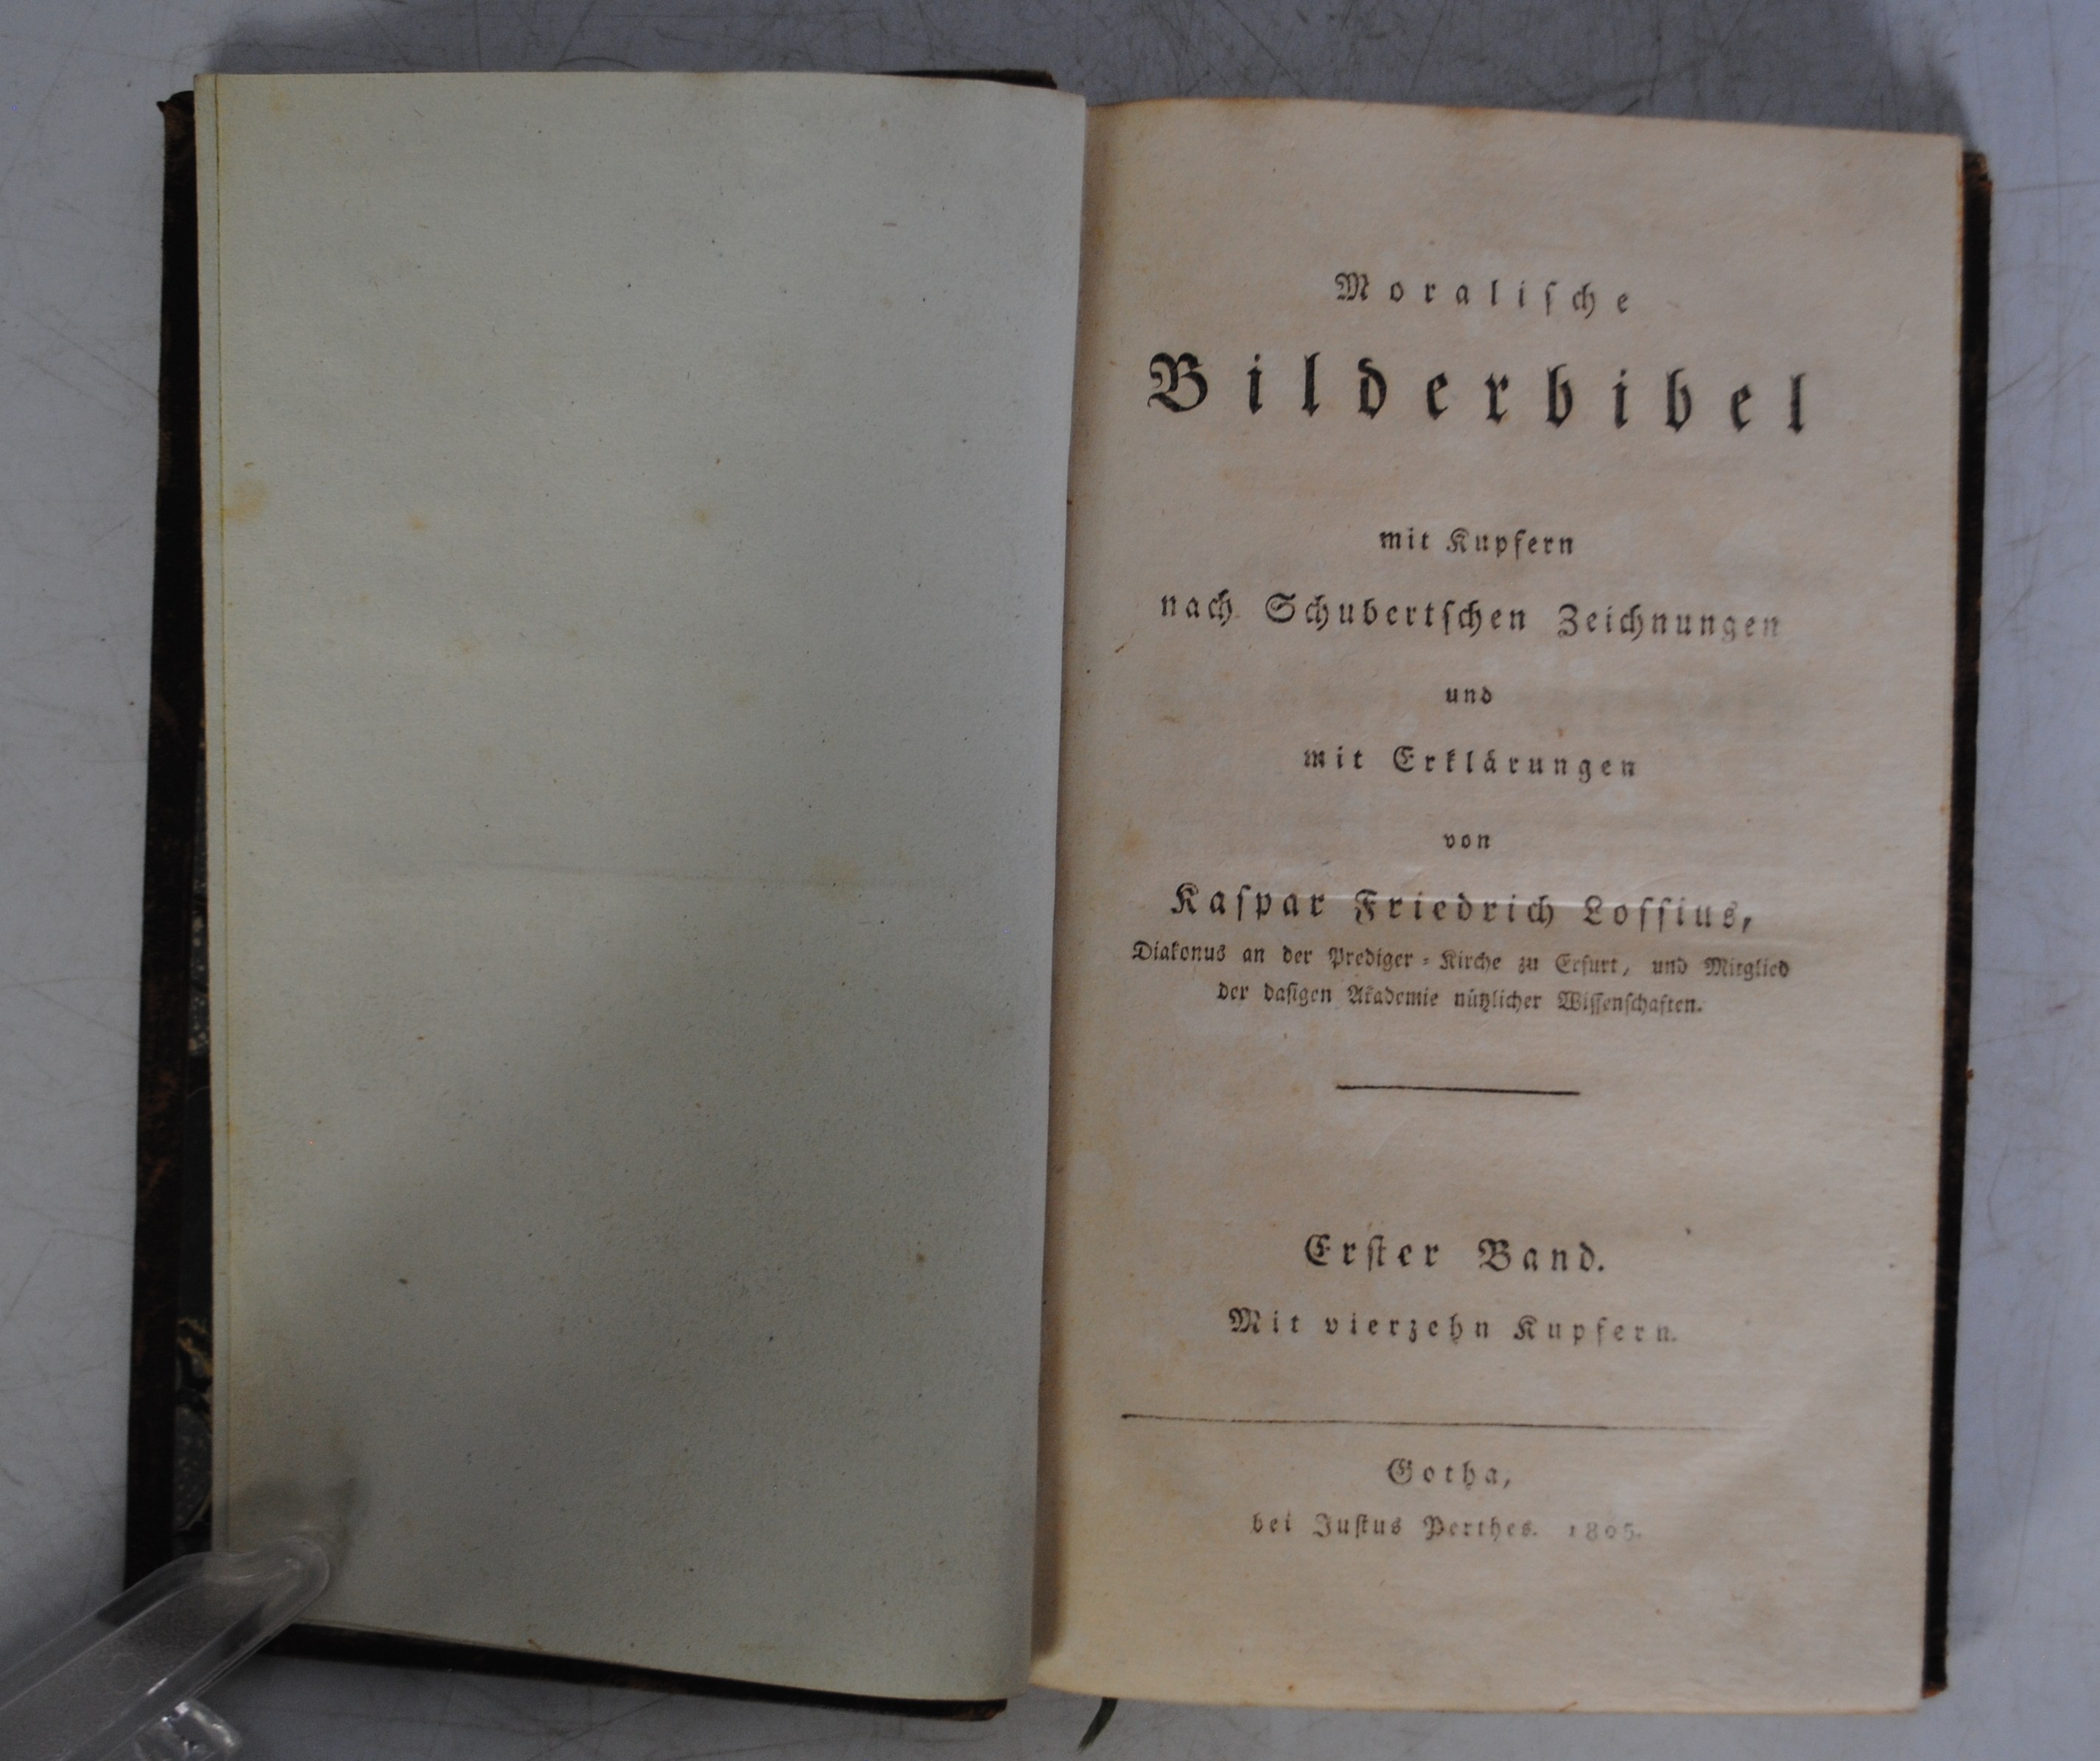 Moraliſche
Bilderbibel
mit Kupfern
nach Schubertſchen Zeichnungen
und
mit Erklärungen
von
Kaſpar Friedrich Loſſius,
Diakonus an der Prediger-Kirche zu Erfurt, und Mitglied
der daſigen Akademie nützlicher Wiſſenſchaften.
Erſter Band.
Mit vierzehn Kupfern.
Gotha,
bei Juſtus Perthes. 1805.